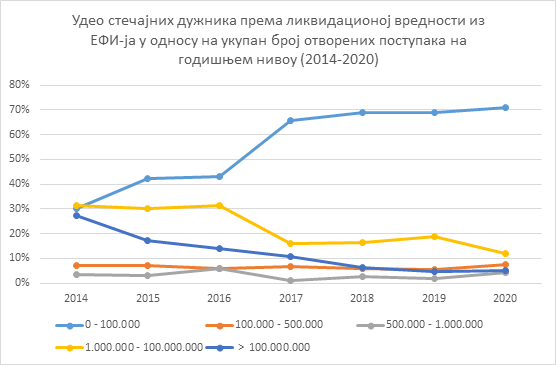 Удео стечајних дужника према ликвидационој вредности из
ЕФИ-ја у односу на укупан број отворених поступака на
годишњем нивоу (2014-2020)
80%
70%
60%
50%
40%
30%
20%
10%
0%
2014 2015 2016 2017 2018 2019 2020
0 - 100.000 100.000 - 500.000 500.000 - 1.000.000
1.000.000 - 100.000.000 > 100.000.000